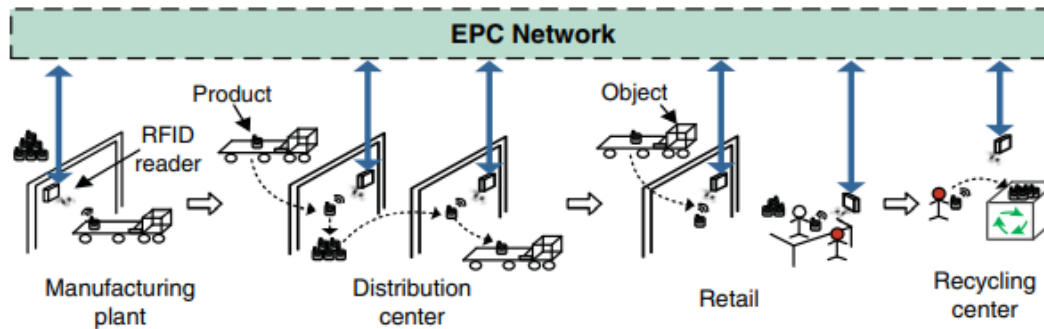 EPC Network
Product
Object
RFID
reader
Manufacturing
plant
Distribution
center
Retail
Recycling
center